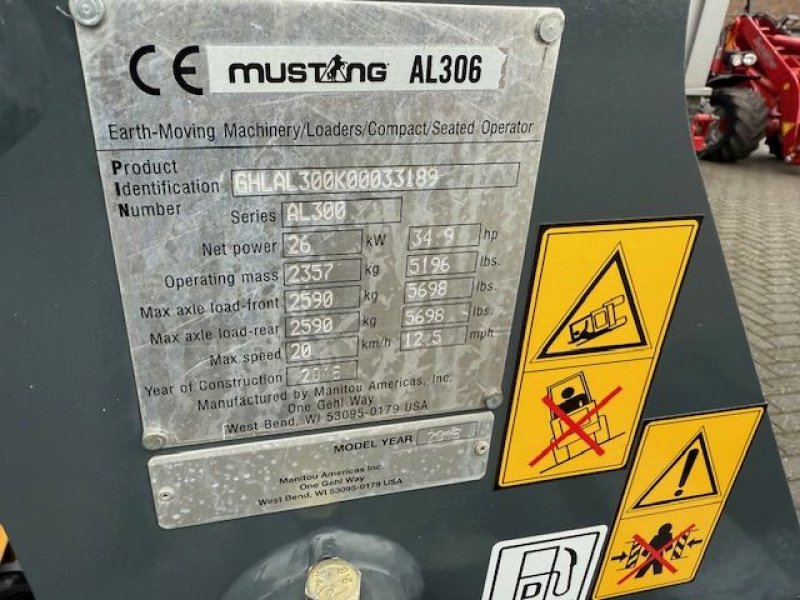 CE MUSTANG AL306
Earth-Moving Machinery/Loaders/Compact/Seated Operator
Product
Identification GHLAL300K00033189
Number
Series AL300
Net power 26 kW 34.9 hp
Operating mass 2357 kg 5196 lbs.
Max axle load-front 2590 kg 5698 lbs.
Max axle load-rear 2590 kg 5698 lbs.
Max speed 20 km/h 12.5 mph
Year of Construction 2016
Manufactured by Manitou Americas, Inc.
One Gehl Way
West Bend, WI 53095-0179 USA
MODEL YEAR
Manitou Americas Inc.
One Gehl Way
West Bend, WI 53095-0179 USA
D